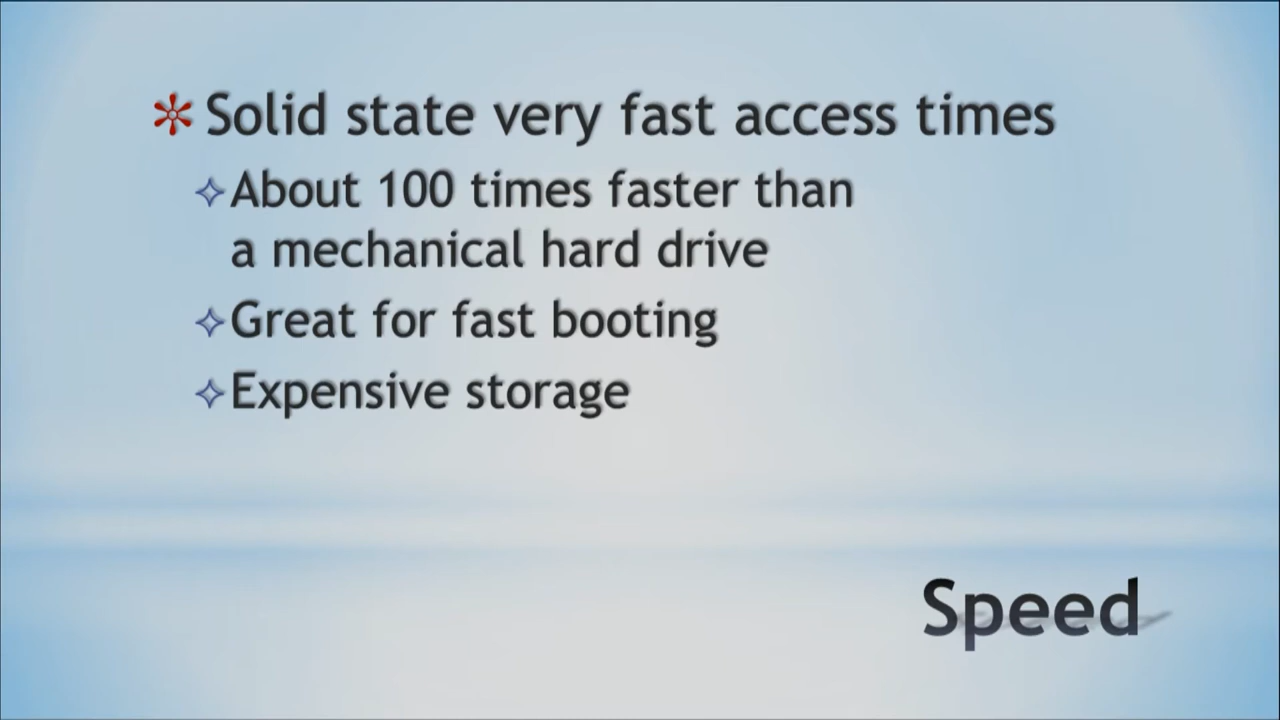 Solid state very fast access times
About 100 times faster than
a mechanical hard drive
Great for fast booting
Expensive storage
Speed